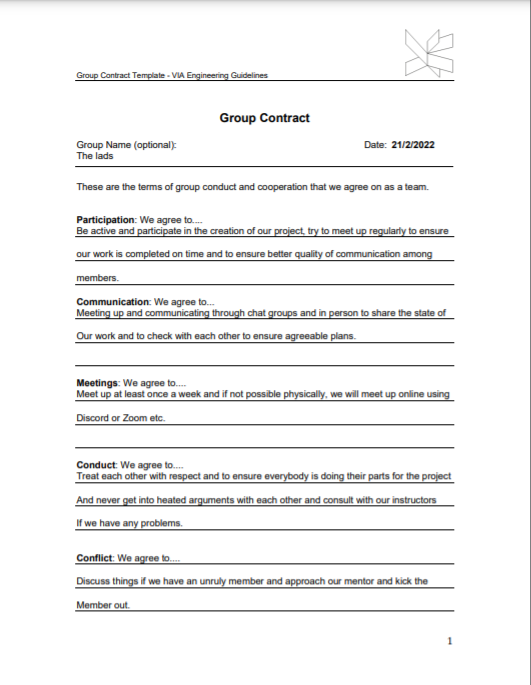 Group Contract Template - VIA Engineering Guidelines
Group Contract
Group Name (optional): Date: 21/2/2022
The lads
These are the terms of group conduct and cooperation that we agree on as a team.
Participation: We agree to....
Be active and participate in the creation of our project, try to meet up regularly to ensure
our work is completed on time and to ensure better quality of communication among
members.
Communication: We agree to...
Meeting up and communicating through chat groups and in person to share the state of
Our work and to check with each other to ensure agreeable plans.
Meetings: We agree to....
Meet up at least once a week and if not possible physically, we will meet up online using
Discord or Zoom etc.
Conduct: We agree to....
Treat each other with respect and to ensure everybody is doing their parts for the project
And never get into heated arguments with each other and consult with our instructors
If we have any problems.
Conflict: We agree to....
Discuss things if we have an unruly member and approach our mentor and kick the
Member out.
1